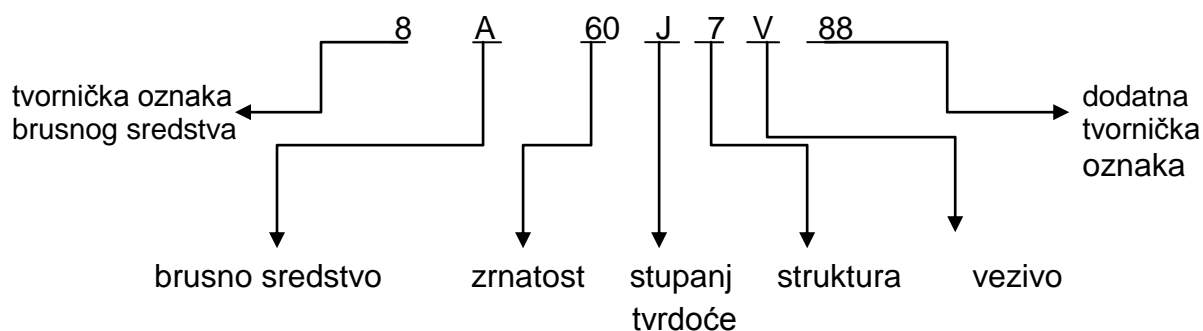 8 A 60 J 7 V 88
tvornička oznaka
brusnog sredstva
dodatna
tvornička
oznaka
brusno sredstvo
zrnatost
stupanj
tvrdoće
struktura
vezivo